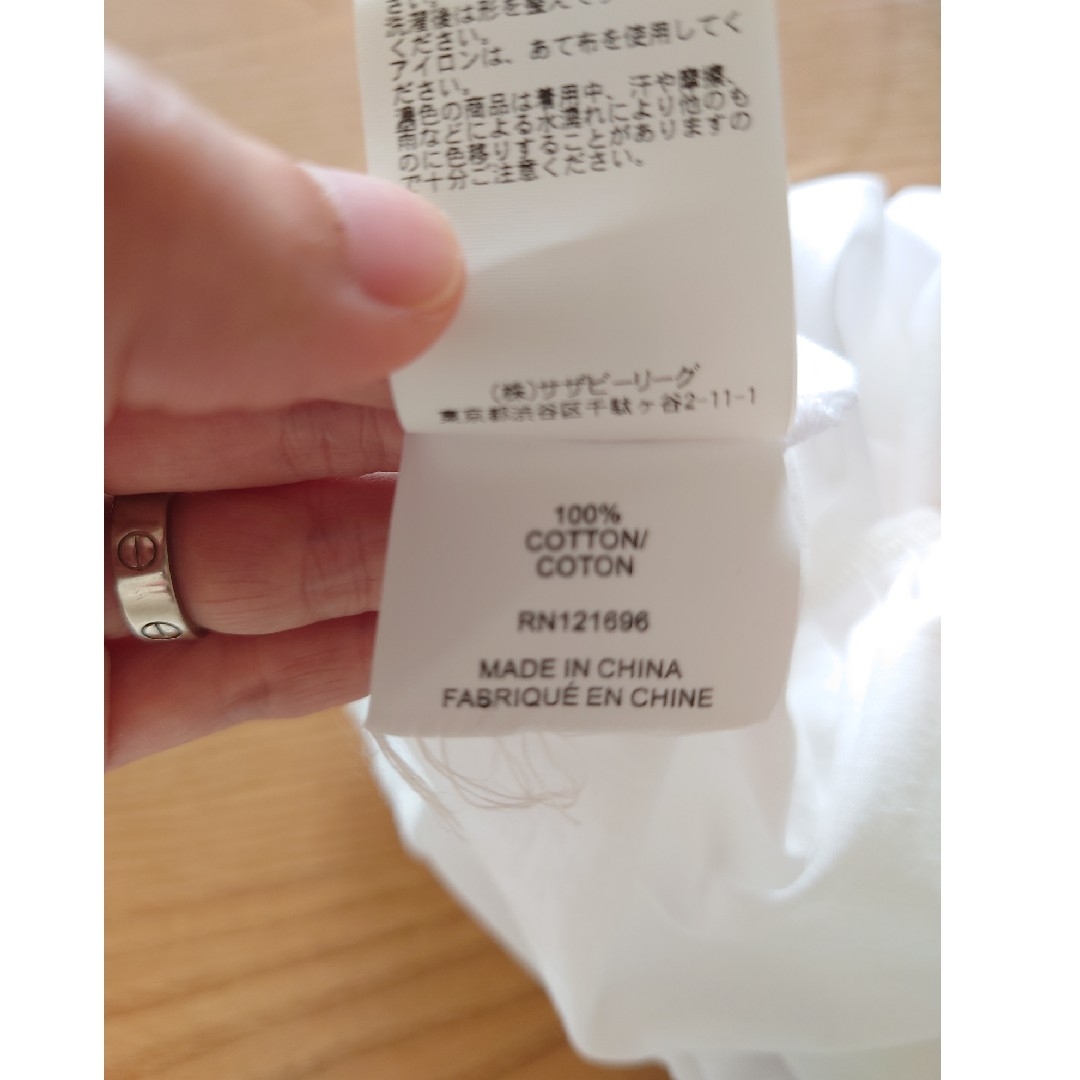 さい。
洗濯後は形を整えて
ください。
アイロンは、あて布を使用してく
ださい。
濃色の商品は着用中、汗や摩擦、
雨などによる水濡れにより他のも
のに色移りすることがありますの
で十分ご注意ください。
(株)サザビーリーグ
東京都渋谷区千駄ヶ谷2-11-1
100%
COTTON/
COTON
RN121696
MADE IN CHINA
FABRIQUÉ EN CHINE